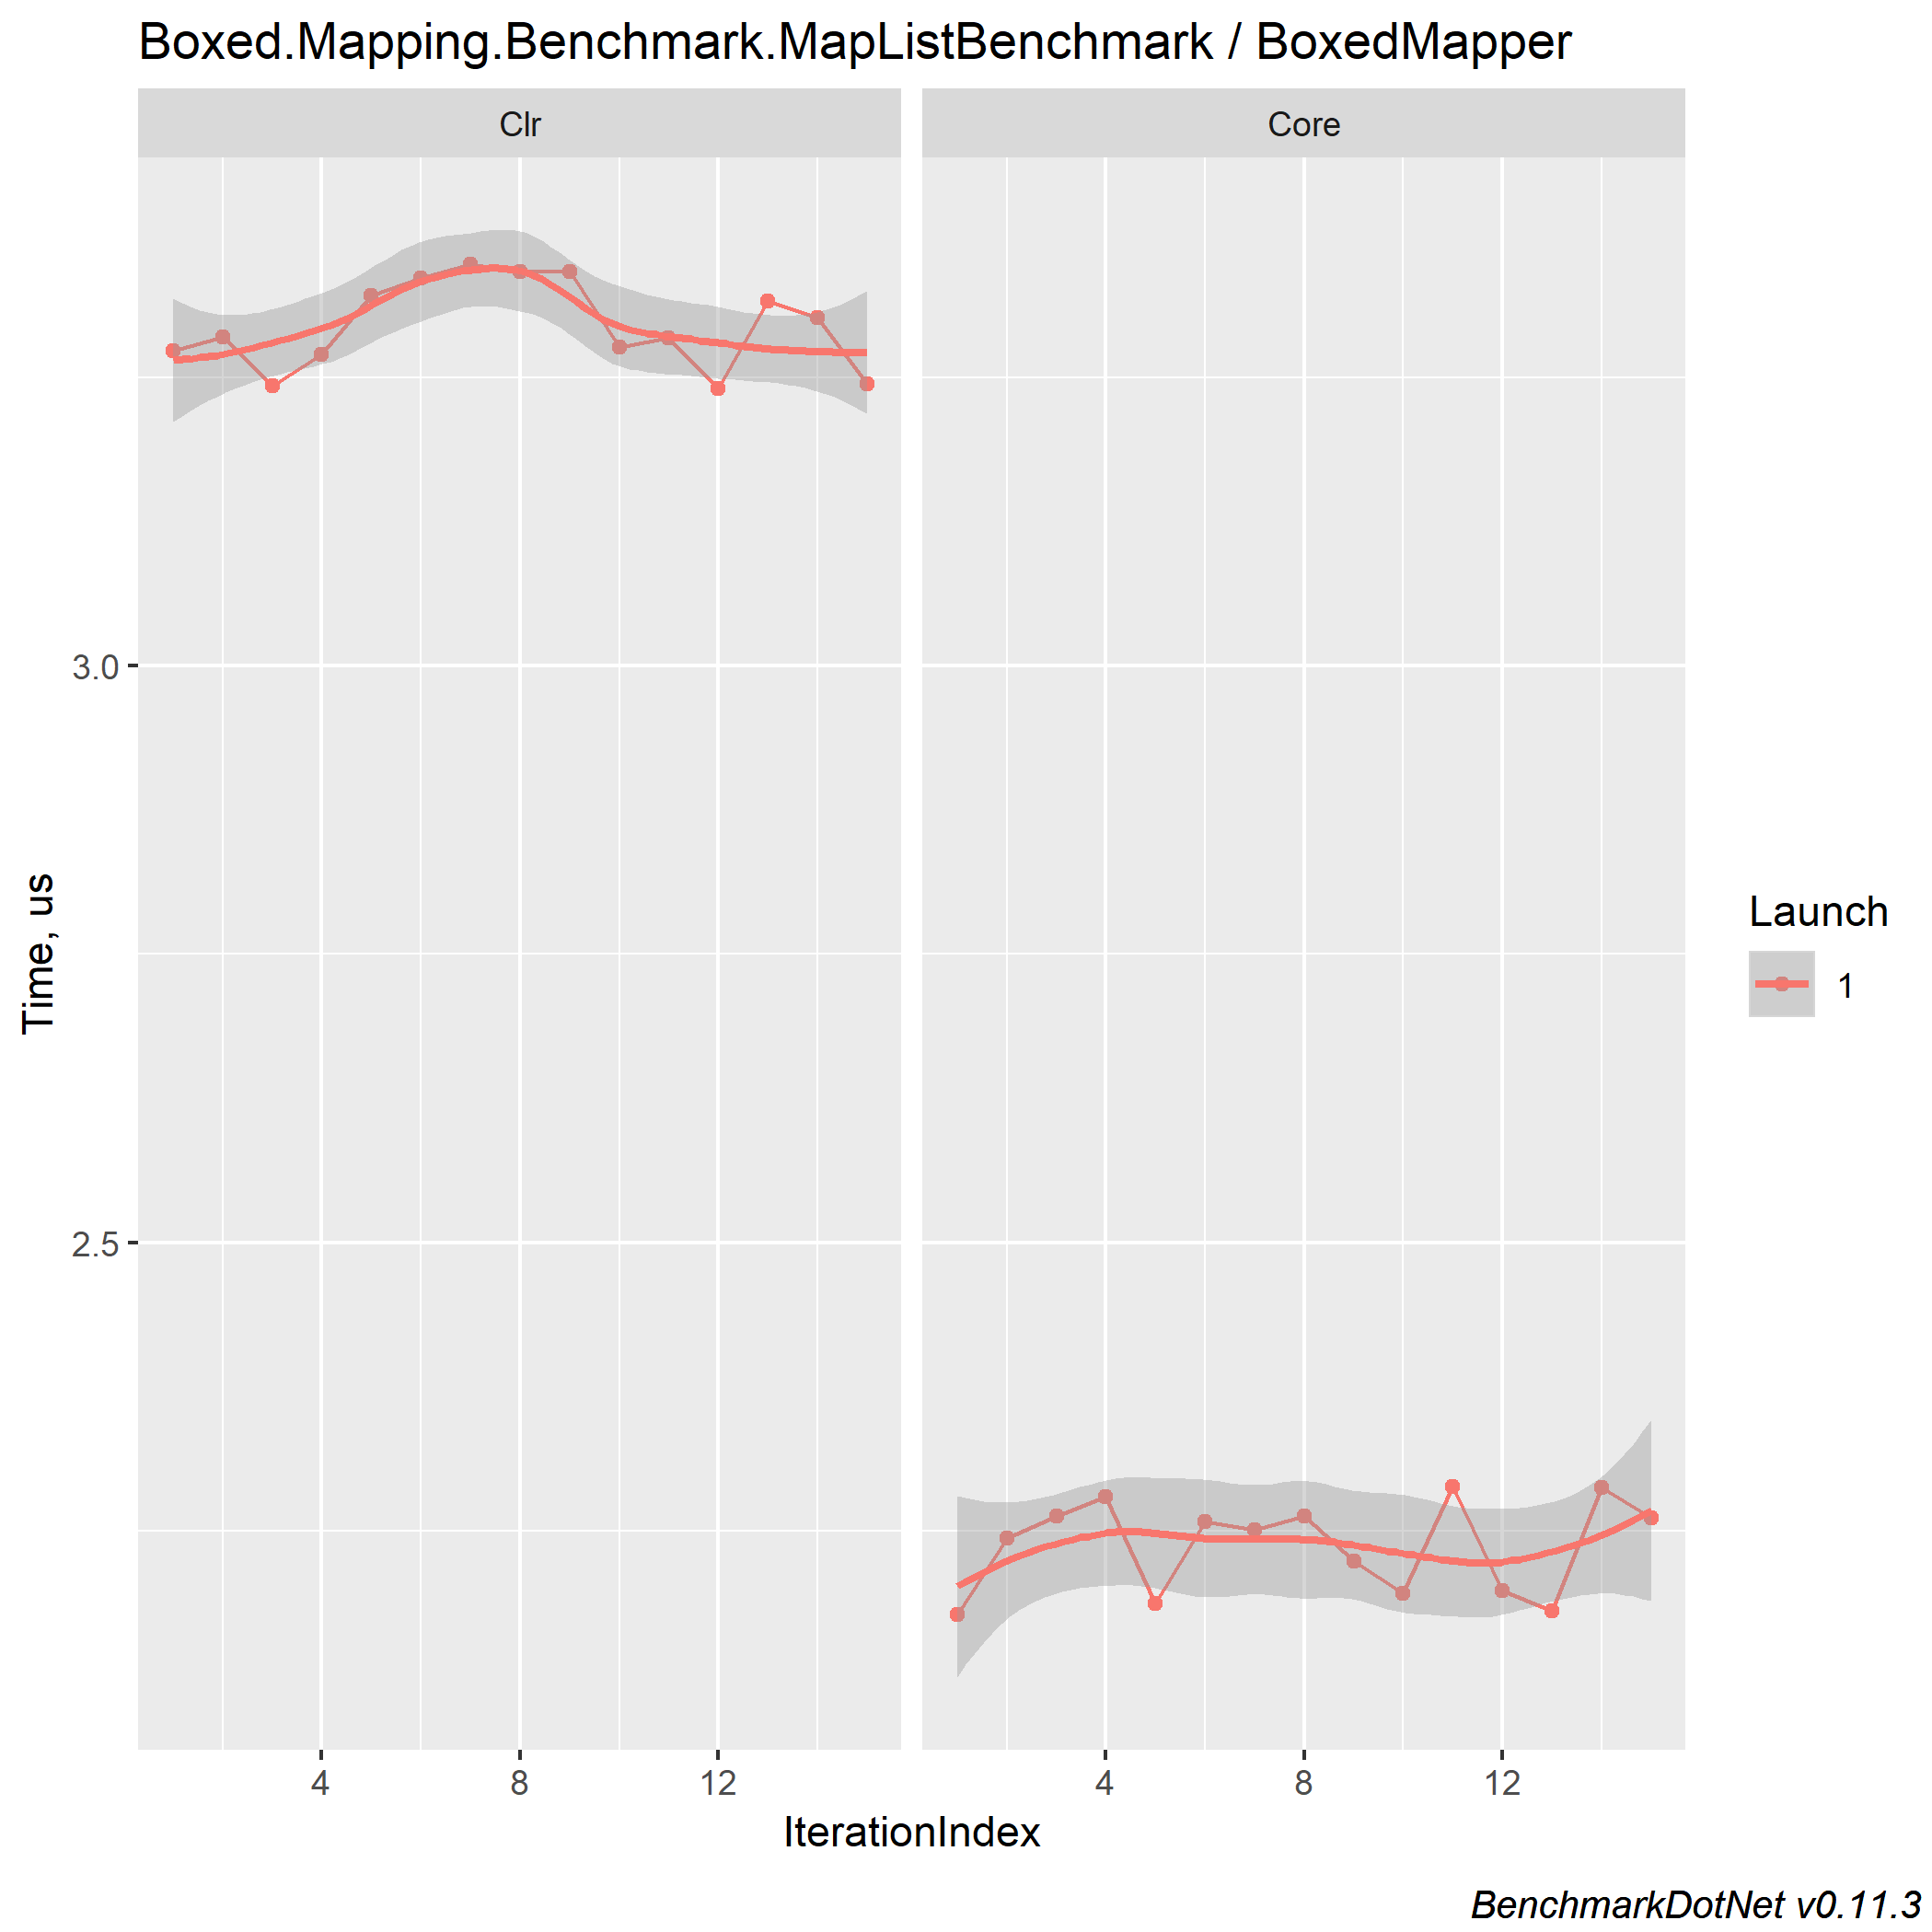 Boxed.Mapping.Benchmark.MapListBenchmark / BoxedMapper
Clr
Core
Time, us
3.0
2.5
4
8
12
4
8
12
IterationIndex
Launch
1
BenchmarkDotNet v0.11.3